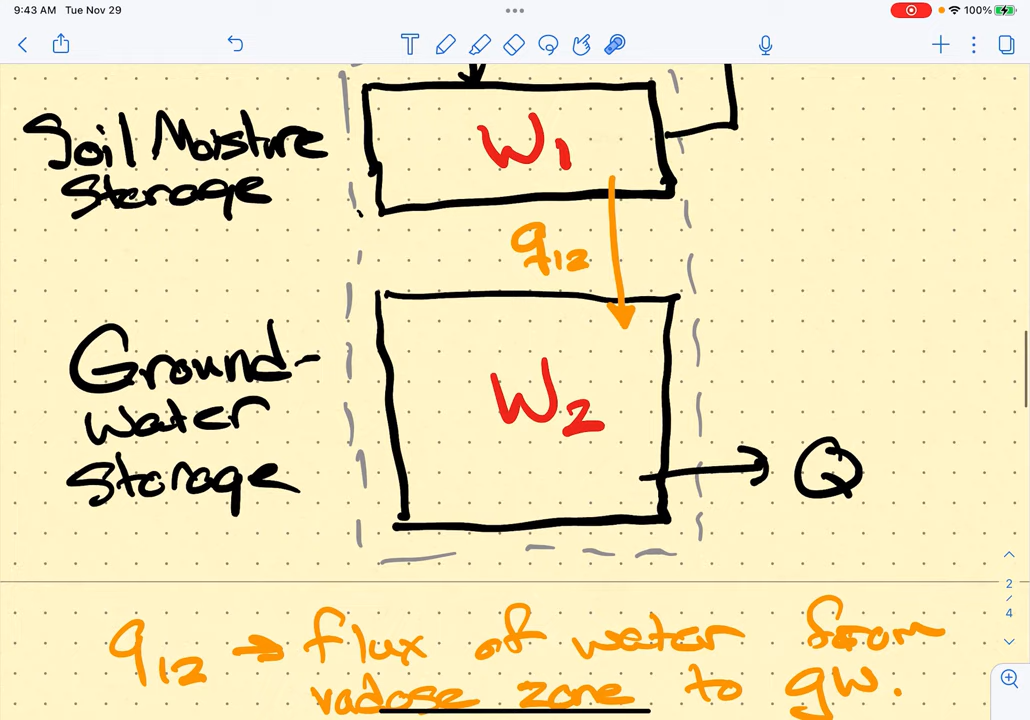 9:43 AM Tue Nov 29
100%
T
Soil Moisture
Storage
W1
q12
Ground-
water
Storage
W2
Q
2
/
4
q12 → flux of water from
vadose zone to gw.